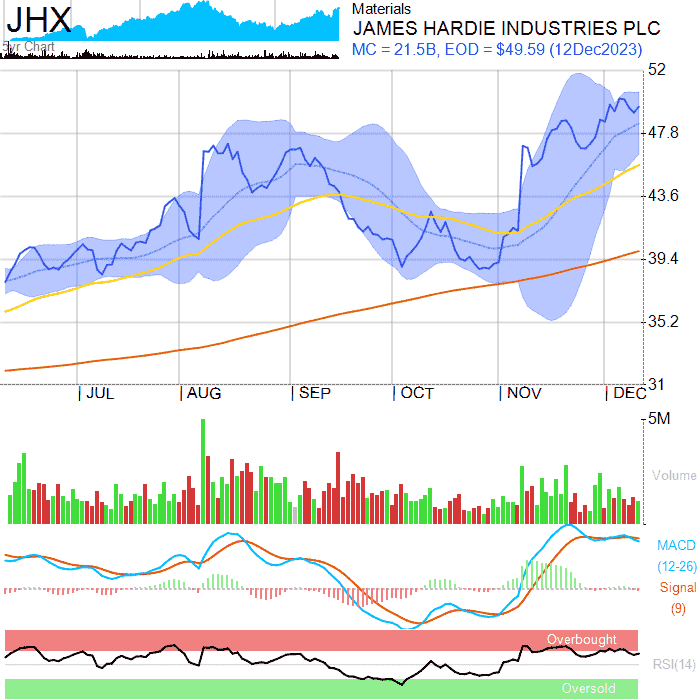 JHX
5yr Chart
Materials
JAMES HARDIE INDUSTRIES PLC
MC = 21.5B, EOD = $49.59 (12Dec2023)
52
47.8
43.6
39.4
35.2
31
JUL AUG SEP OCT NOV DEC
5M
Volume
MACD
(12-26)
Signal
(9)
Overbought
RSI(14)
Oversold